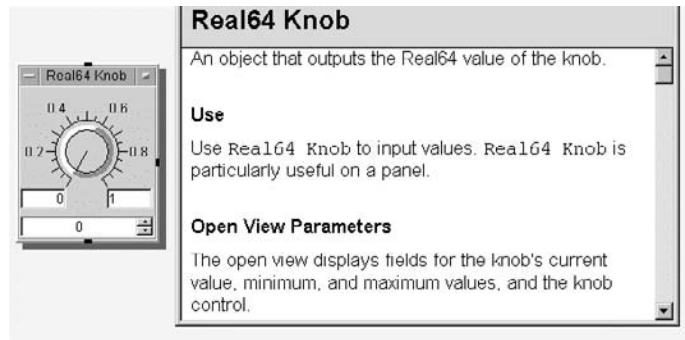 Real64 Knob
0.4 0.6
0.2 0.8
0 1
0
Real64 Knob
An object that outputs the Real64 value of the knob.
Use
Use Real64 Knob to input values. Real64 Knob is
particularly useful on a panel.
Open View Parameters
The open view displays fields for the knob's current
value, minimum, and maximum values, and the knob
control.